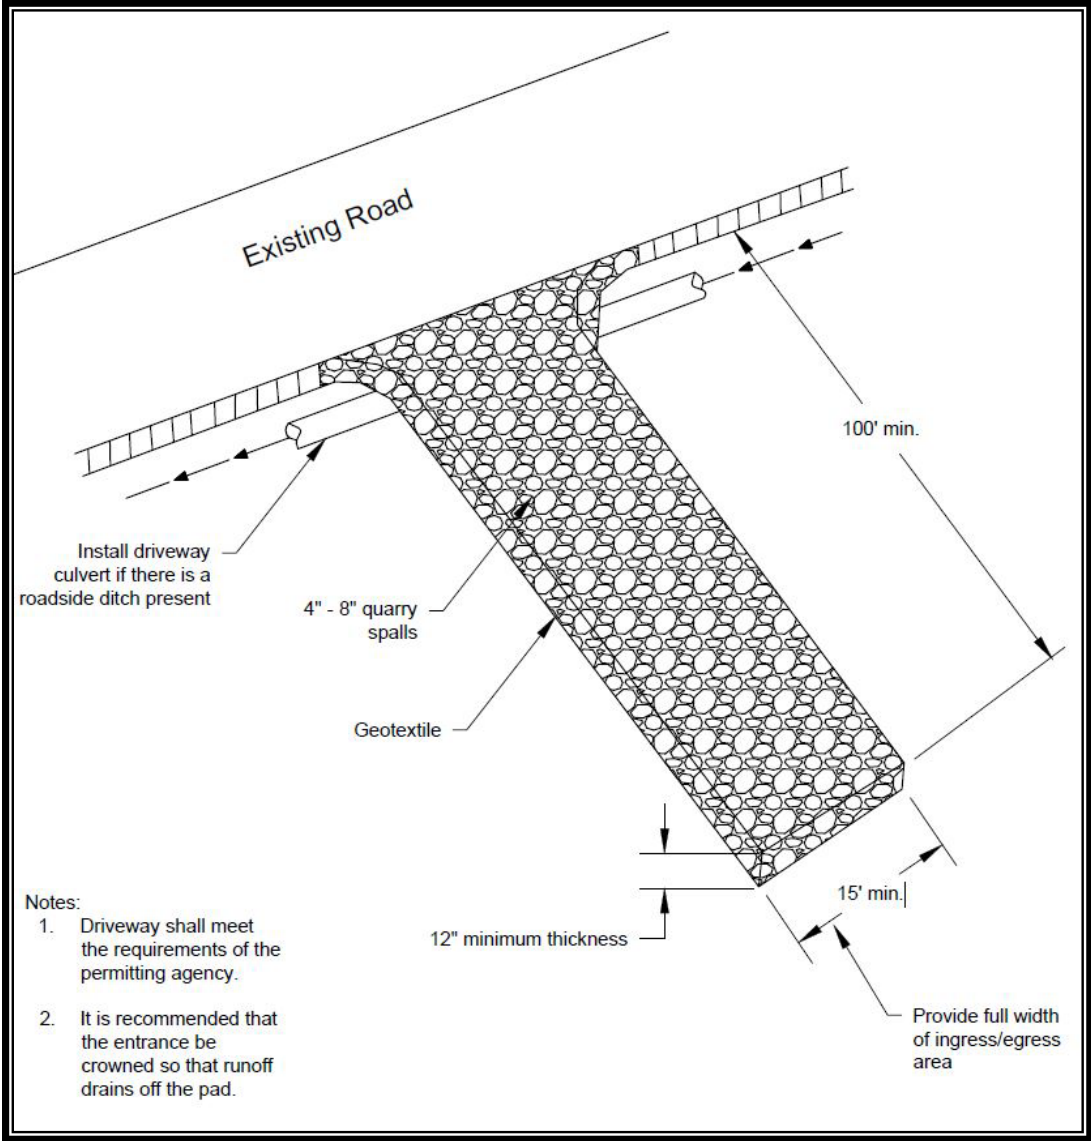 Existing Road
100' min.
Install driveway
culvert if there is a
roadside ditch present
4" - 8" quarry
spalls
Geotextile
15' min.
12" minimum thickness
Provide full width
of ingress/egress
area
Notes:
1. Driveway shall meet
the requirements of the
permitting agency.
2. It is recommended that
the entrance be
crowned so that runoff
drains off the pad.